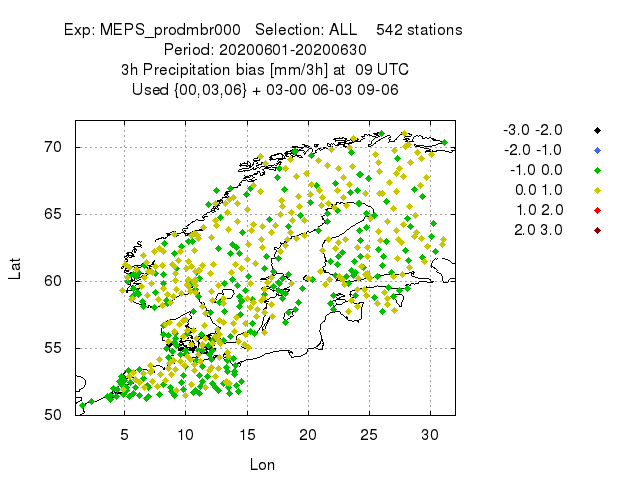 Exp: MEPS_prodmbr000 Selection: ALL 542 stations
Period: 20200601-20200630
3h Precipitation bias [mm/3h] at 09 UTC
Used {00,03,06} + 03-00 06-03 09-06
-3.0 -2.0
-2.0 -1.0
-1.0 0.0
0.0 1.0
1.0 2.0
2.0 3.0
70
65
60
55
50
Lat
5 10 15 20 25 30
Lon